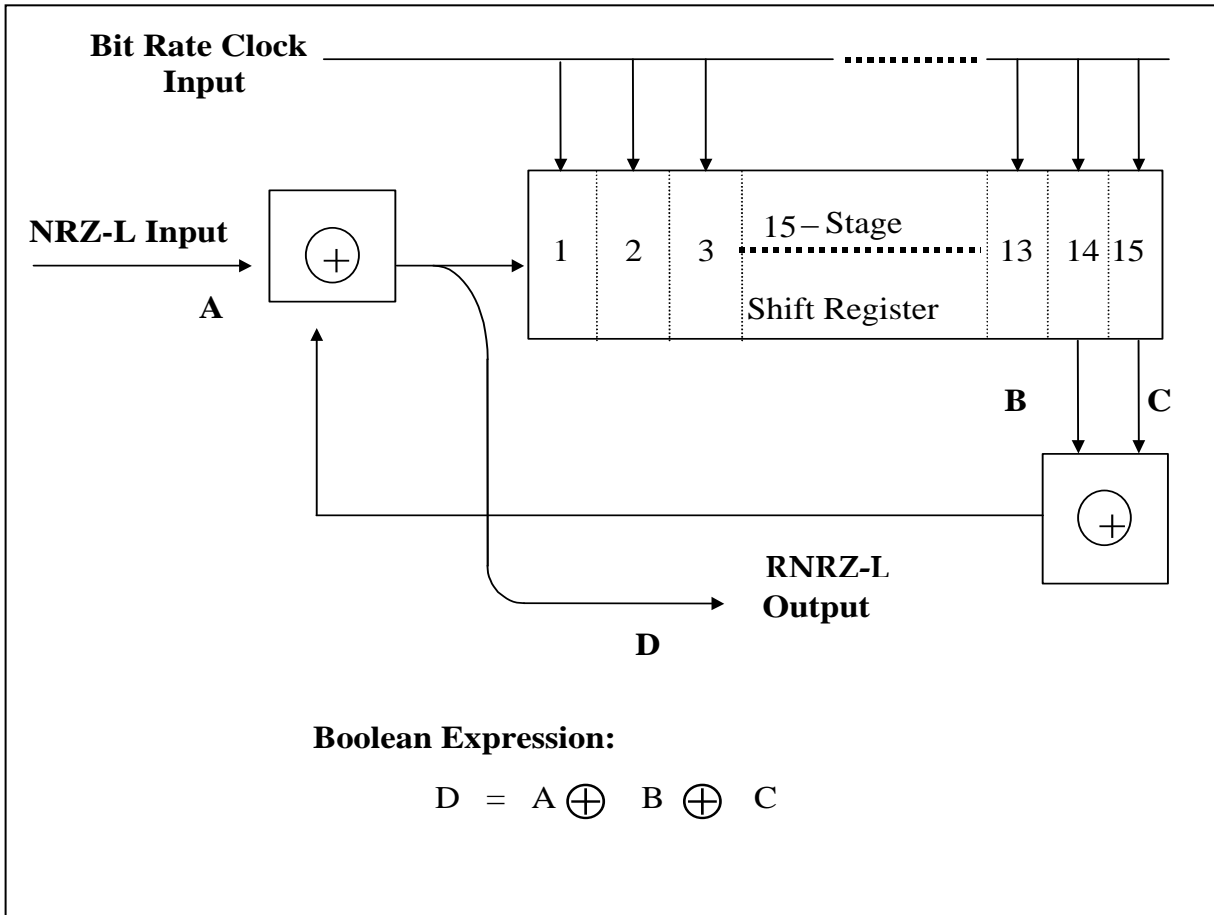 Bit Rate Clock
Input
NRZ-L Input
A
+
1 2 3 15 – Stage 13 14 15
Shift Register
B C
+
RNRZ-L
Output
D
Boolean Expression:
D = A ⊕ B ⊕ C